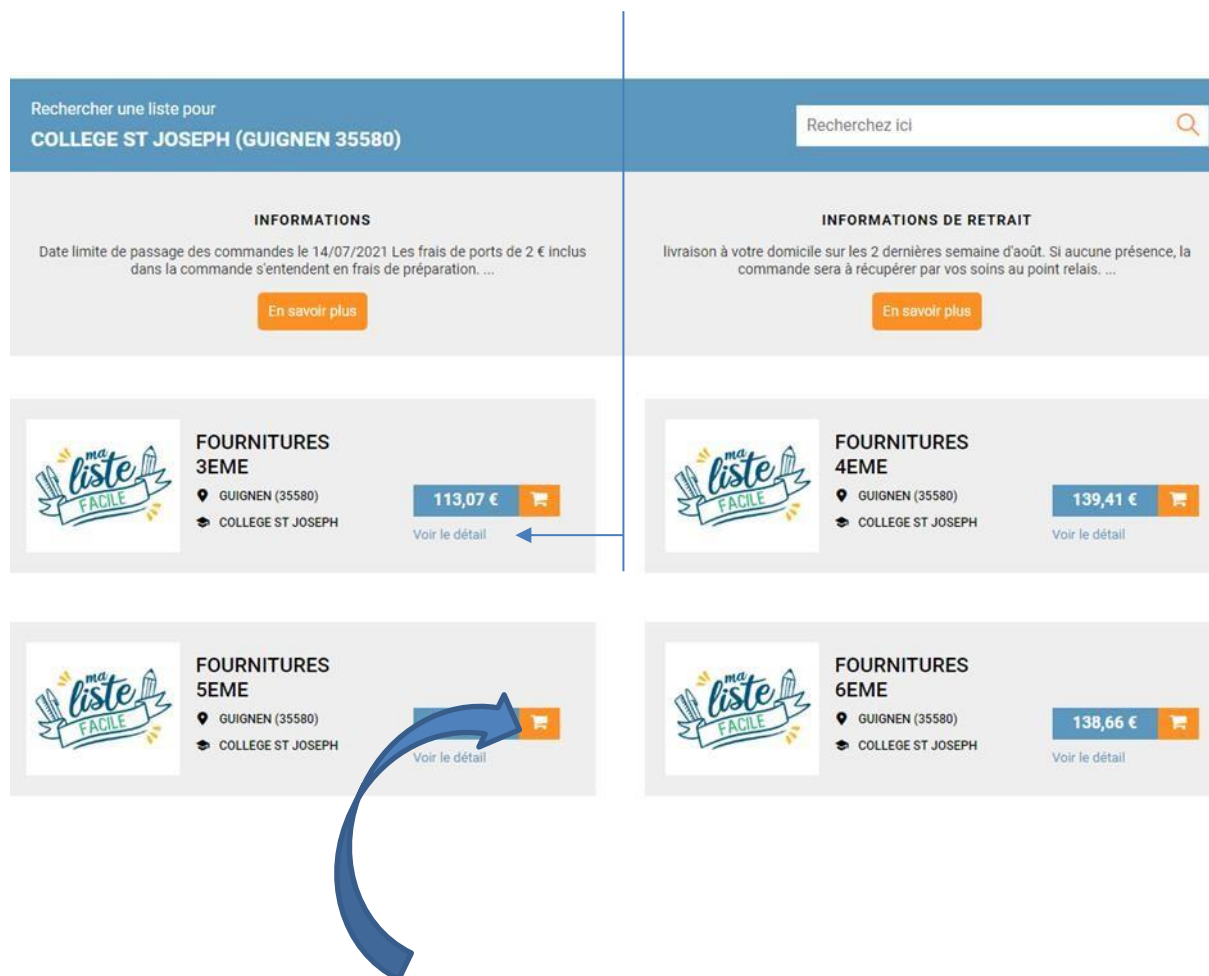 Rechercher une liste pour
COLLEGE ST JOSEPH (GUIGNEN 35580)
Recherchez ici
INFORMATIONS
Date limite de passage des commandes le 14/07/2021 Les frais de ports de 2 € inclus
dans la commande s'entendent en frais de préparation. ...
En savoir plus
INFORMATIONS DE RETRAIT
livraison à votre domicile sur les 2 dernières semaine d'août. Si aucune présence, la
commande sera à récupérer par vos soins au point relais. ...
En savoir plus
ma
liste
FACILE
FOURNITURES
3EME
GUIGNEN (35580)
COLLEGE ST JOSEPH
113,07 €
Voir le détail
ma
liste
FACILE
FOURNITURES
4EME
GUIGNEN (35580)
COLLEGE ST JOSEPH
139,41 €
Voir le détail
ma
liste
FACILE
FOURNITURES
5EME
GUIGNEN (35580)
COLLEGE ST JOSEPH
Voir le détail
ma
liste
FACILE
FOURNITURES
6EME
GUIGNEN (35580)
COLLEGE ST JOSEPH
138,66 €
Voir le détail